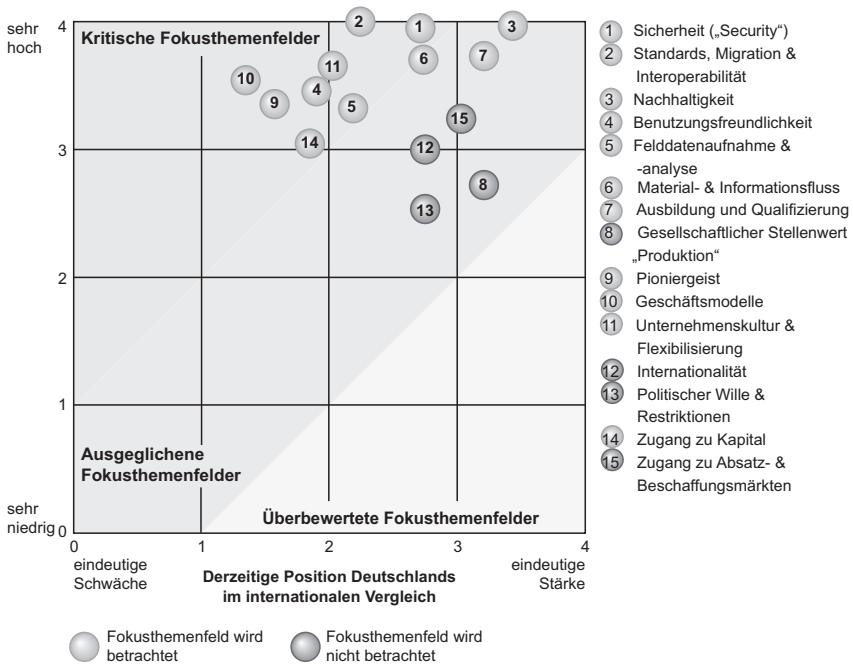 sehr
hoch
4
Kritische Fokusthemenfelder
2
1
3
11
6
7
10
4
9
5
15
14
12
3
8
13
2
1
Ausgeglichene
Fokusthemenfelder
sehr
niedrig
0
Überbewertete Fokusthemenfelder
0
1
2
3
4
eindeutige
Schwäche
Derzeitige Position Deutschlands
im internationalen Vergleich
eindeutige
Stärke
1 Sicherheit („Security“)
2 Standards, Migration &
Interoperabilität
3 Nachhaltigkeit
4 Benutzungsfreundlichkeit
5 Felddatenaufnahme &
-analyse
6 Material- & Informationsfluss
7 Ausbildung und Qualifizierung
8 Gesellschaftlicher Stellenwert
„Produktion“
9 Pioniergeist
10 Geschäftsmodelle
11 Unternehmenskultur &
Flexibilisierung
12 Internationalität
13 Politischer Wille &
Restriktionen
14 Zugang zu Kapital
15 Zugang zu Absatz- &
Beschaffungsmärkten
Fokusthemenfeld wird
betrachtet
Fokusthemenfeld wird
nicht betrachtet